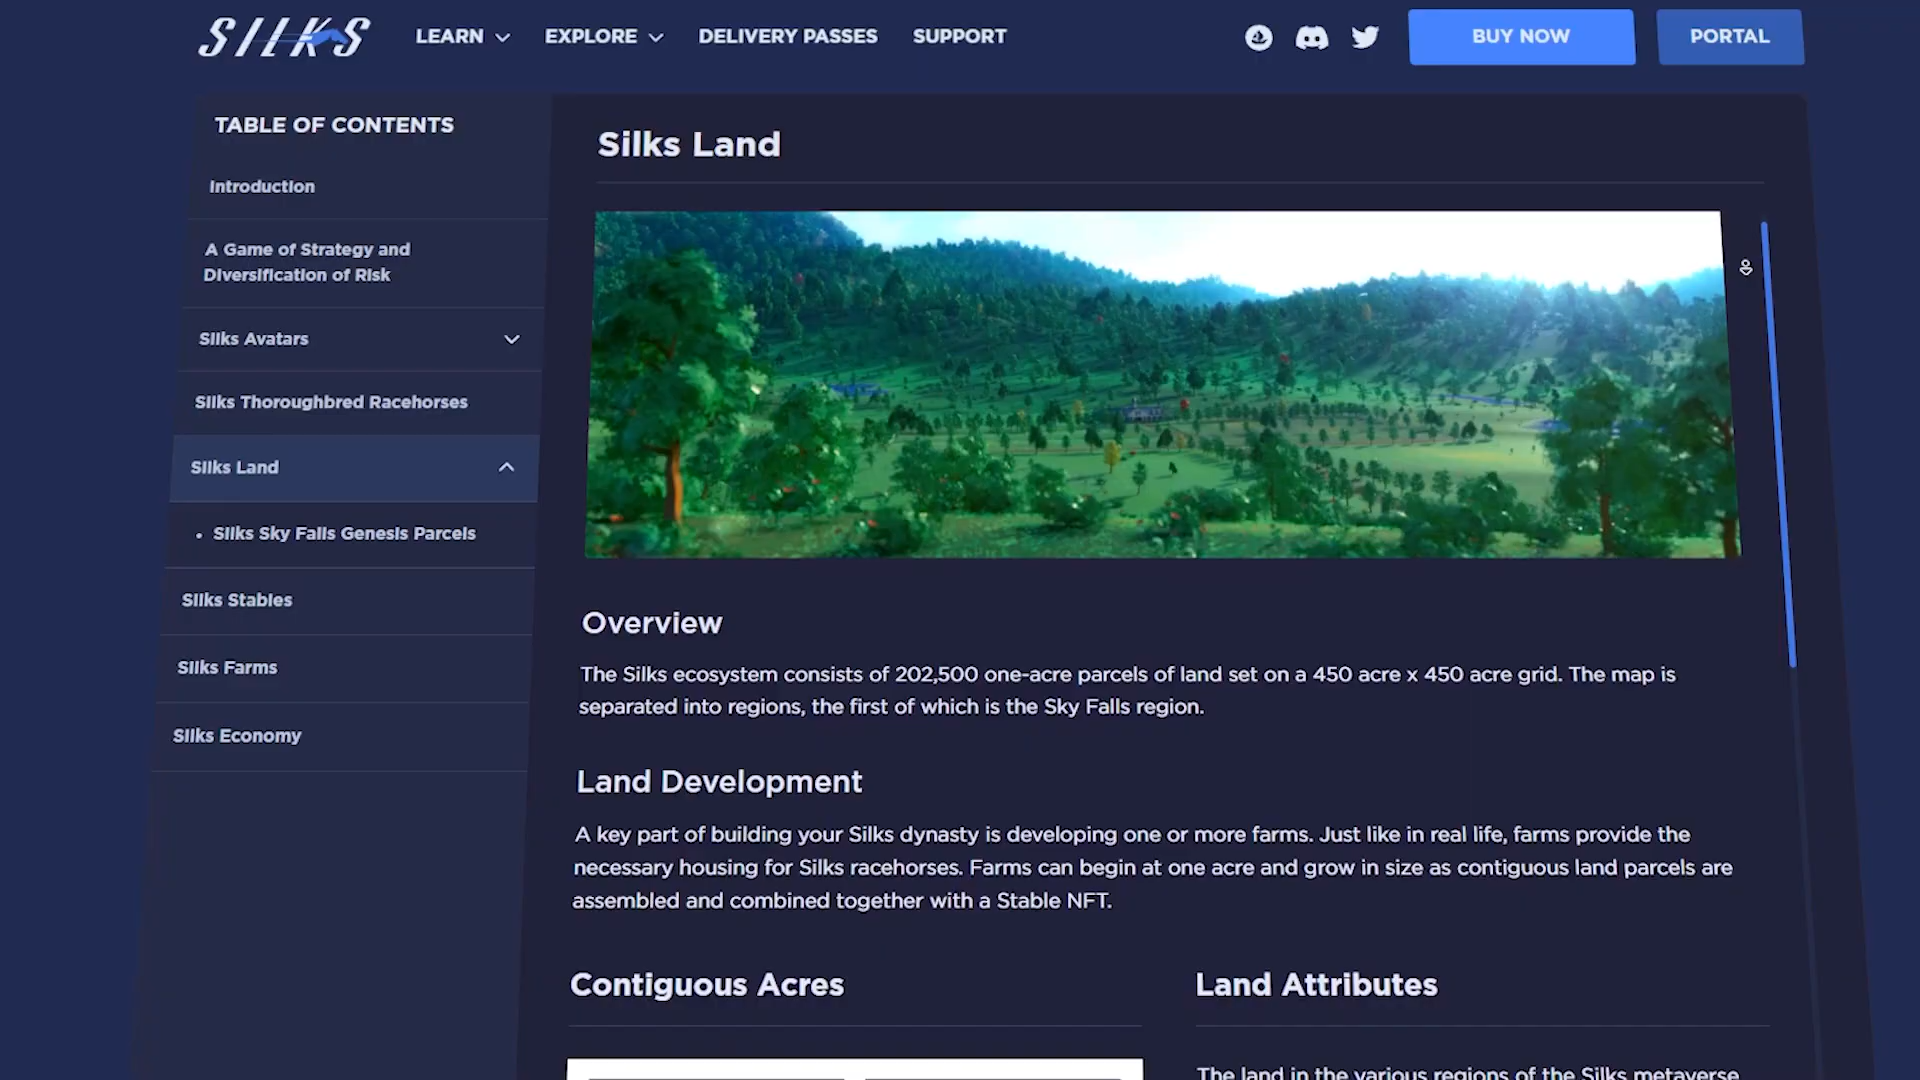 SILKS
LEARN
EXPLORE
DELIVERY PASSES
SUPPORT
BUY NOW
PORTAL
TABLE OF CONTENTS
Introduction
A Game of Strategy and
Diversification of Risk
Silks Avatars
Silks Thoroughbred Racehorses
Silks Land
• Silks Sky Falls Genesis Parcels
Silks Stables
Silks Farms
Silks Economy
Silks Land
Overview
The Silks ecosystem consists of 202,500 one-acre parcels of land set on a 450 acre x 450 acre grid. The map is
separated into regions, the first of which is the Sky Falls region.
Land Development
A key part of building your Silks dynasty is developing one or more farms. Just like in real life, farms provide the
necessary housing for Silks racehorses. Farms can begin at one acre and grow in size as contiguous land parcels are
assembled and combined together with a Stable NFT.
Contiguous Acres
Land Attributes
The land in the various regions of the Silks metaverse